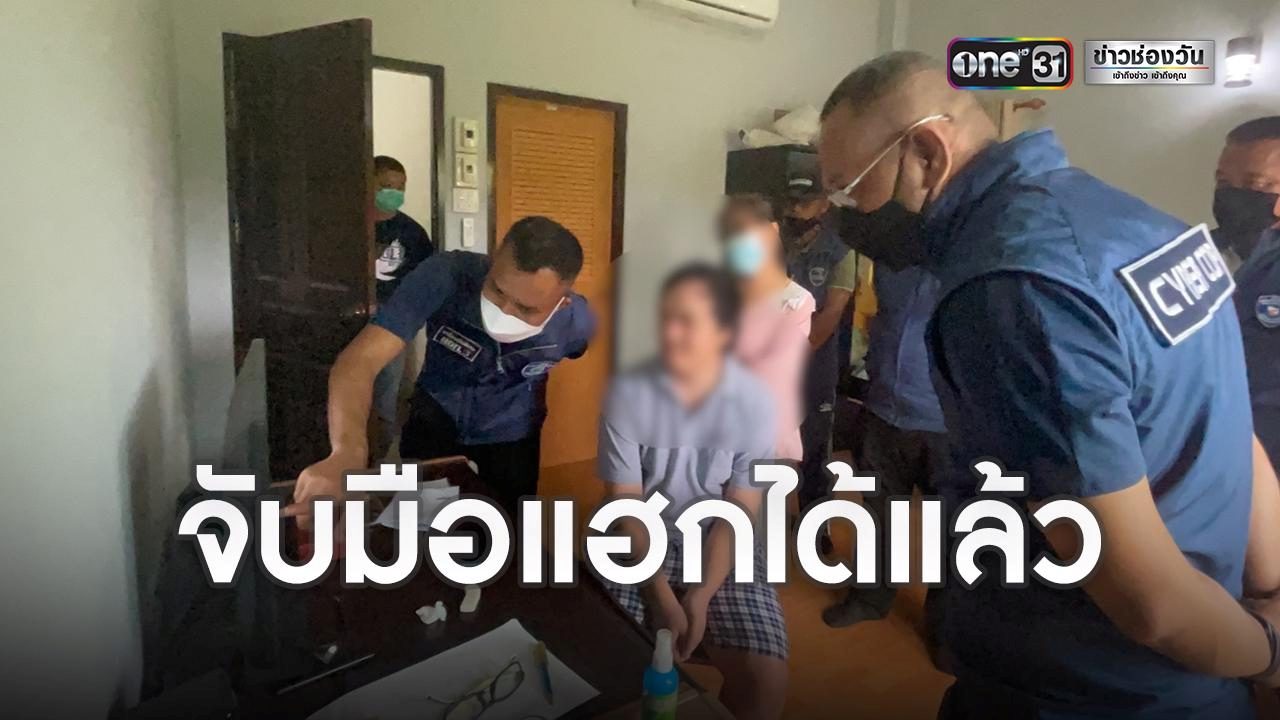 one HD 31
ข่าวช่องวัน
เข้าถึงข่าว เข้าถึงคุณ
CYBER COP
จับมือแฮกได้แล้ว